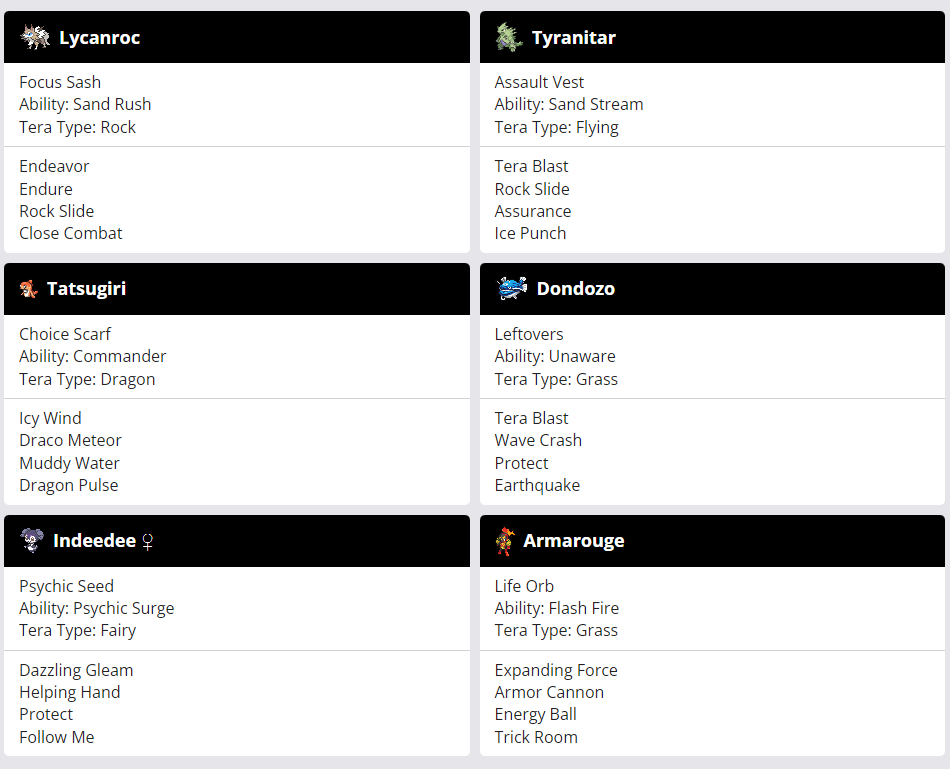 Lycanroc
Focus Sash
Ability: Sand Rush
Tera Type: Rock
Endeavor
Endure
Rock Slide
Close Combat
Tyranitar
Assault Vest
Ability: Sand Stream
Tera Type: Flying
Tera Blast
Rock Slide
Assurance
Ice Punch
Tatsugiri
Choice Scarf
Ability: Commander
Tera Type: Dragon
Icy Wind
Draco Meteor
Muddy Water
Dragon Pulse
Dondozo
Leftovers
Ability: Unaware
Tera Type: Grass
Tera Blast
Wave Crash
Protect
Earthquake
Indeedee ♀
Psychic Seed
Ability: Psychic Surge
Tera Type: Fairy
Dazzling Gleam
Helping Hand
Protect
Follow Me
Armarouge
Life Orb
Ability: Flash Fire
Tera Type: Grass
Expanding Force
Armor Cannon
Energy Ball
Trick Room